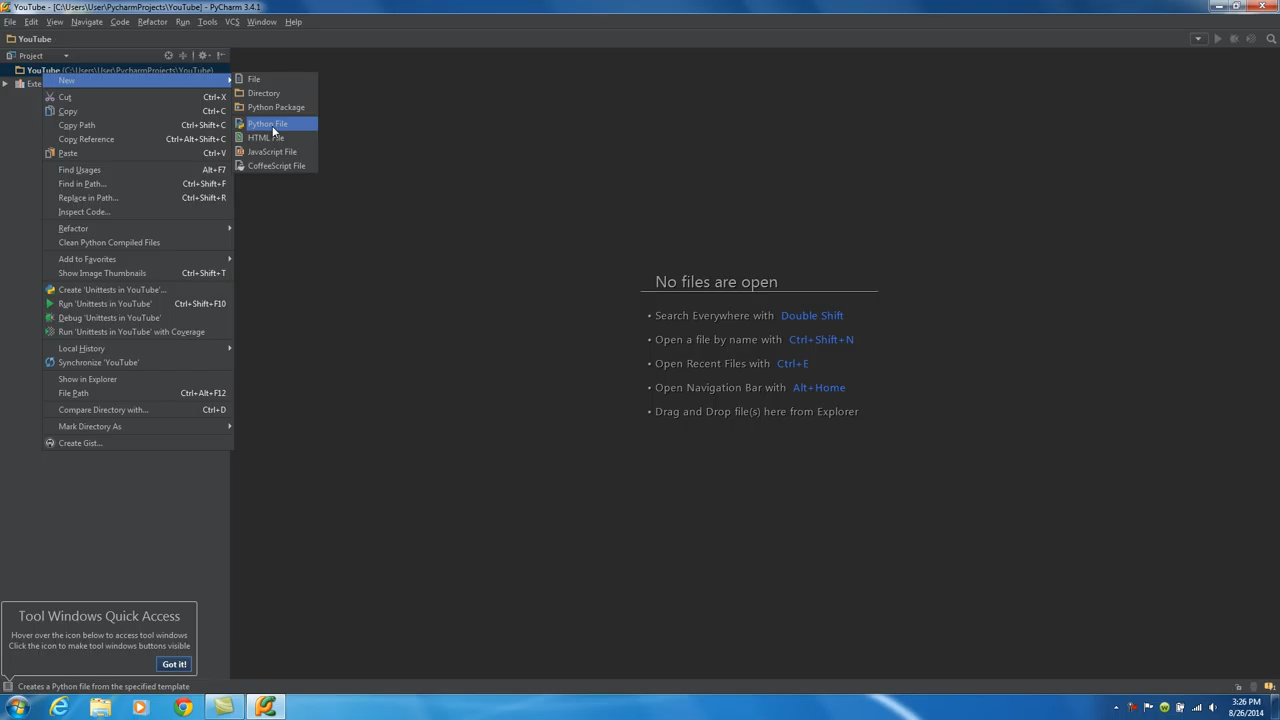 YouTube - [C:\Users\User\PycharmProjects\YouTube] - PyCharm 3.4.1
File Edit View Navigate Code Refactor Run Tools VCS Window Help
YouTube
Project
YouTube (C:\Users\User\PycharmProjects\YouTube)
Exte
New
Cut Ctrl+X
Copy Ctrl+C
Copy Path Ctrl+Shift+C
Copy Reference Ctrl+Alt+Shift+C
Paste Ctrl+V
Find Usages Alt+F7
Find in Path... Ctrl+Shift+F
Replace in Path... Ctrl+Shift+R
Inspect Code...
Refactor
Clean Python Compiled Files
Add to Favorites
Show Image Thumbnails Ctrl+Shift+T
Create 'Unittests in YouTube'...
Run 'Unittests in YouTube' Ctrl+Shift+F10
Debug 'Unittests in YouTube'
Run 'Unittests in YouTube' with Coverage
Local History
Synchronize 'YouTube'
Show in Explorer
File Path Ctrl+Alt+F12
Compare Directory with... Ctrl+D
Mark Directory As
Create Gist...
File
Directory
Python Package
Python File
HTML File
JavaScript File
CoffeeScript File
No files are open
• Search Everywhere with Double Shift
• Open a file by name with Ctrl+Shift+N
• Open Recent Files with Ctrl+E
• Open Navigation Bar with Alt+Home
• Drag and Drop file(s) here from Explorer
Tool Windows Quick Access
Hover over the icon below to access tool windows
Click the icon to make tool windows buttons visible
Got it!
Creates a Python file from the specified template
3:26 PM
8/26/2014